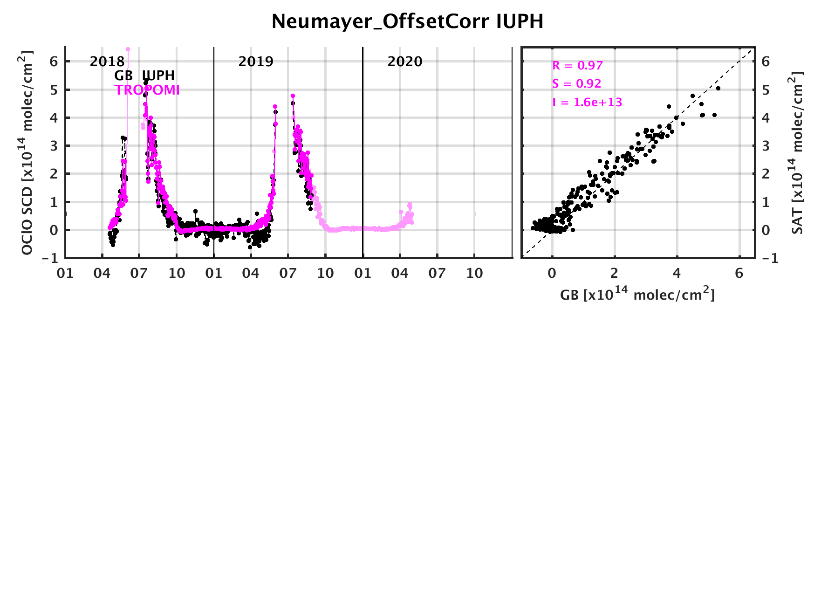 Neumayer_OffsetCorr IUPH
OClO SCD [x10^14 molec/cm^2]
6
5
4
3
2
1
0
-1
2018
2019
2020
GB IUPH
TROPOMI
01 04 07 10 01 04 07 10 01 04 07 10
R = 0.97
S = 0.92
I = 1.6e+13
6
5
4
3
2
1
0
-1
SAT [x10^14 molec/cm^2]
0 2 4 6
GB [x10^14 molec/cm^2]